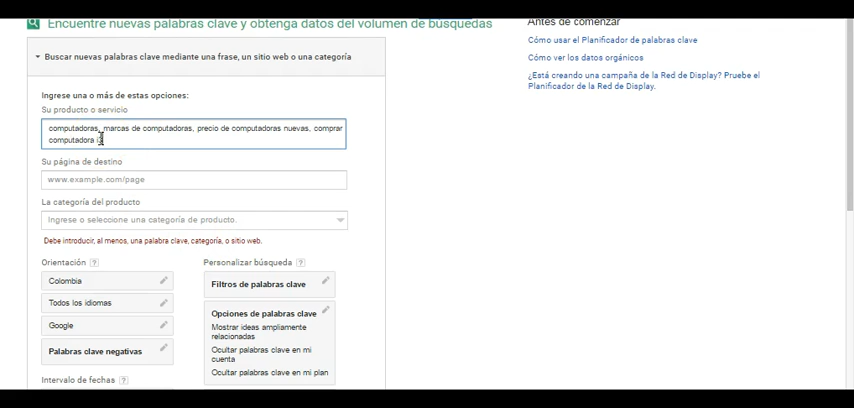 Encuentre nuevas palabras clave y obtenga datos del volumen de búsquedas
Buscar nuevas palabras clave mediante una frase, un sitio web o una categoría
Ingrese una o más de estas opciones:
Su producto o servicio
computadoras, marcas de computadoras, precio de computadoras nuevas, comprar
computadora
Su página de destino
www.example.com/page
La categoría del producto
Ingrese o seleccione una categoría de producto.
Debe introducir, al menos, una palabra clave, categoría, o sitio web.
Orientación ?
Colombia
Todos los idiomas
Google
Palabras clave negativas
Intervalo de fechas ?
Personalizar búsqueda ?
Filtros de palabras clave
Opciones de palabras clave
Mostrar ideas ampliamente
relacionadas
Ocultar palabras clave en mi
cuenta
Ocultar palabras clave en mi plan
Antes de comenzar
Cómo usar el Planificador de palabras clave
Cómo ver los datos orgánicos
¿Está creando una campaña de la Red de Display? Pruebe el
Planificador de la Red de Display.